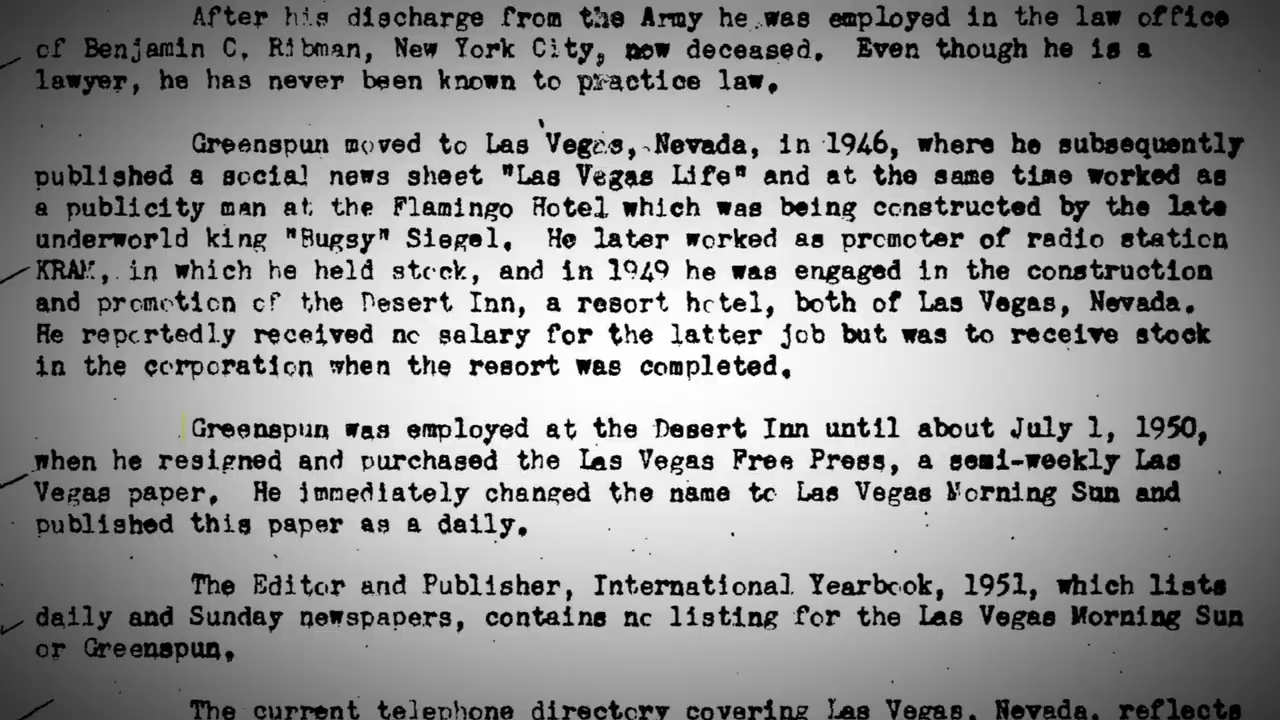 After his discharge from the Army he was employed in the law office
of Benjamin C. Ribman, New York City, now deceased. Even though he is a
lawyer, he has never been known to practice law.
Greenspun moved to Las Vegas, Nevada, in 1946, where he subsequently
published a social news sheet "Las Vegas Life" and at the same time worked as
a publicity man at the Flamingo Hotel which was being constructed by the late
underworld king "Bugsy" Siegel. He later worked as promoter of radio station
KRAM, in which he held stock, and in 1949 he was engaged in the construction
and promotion of the Desert Inn, a resort hotel, both of Las Vegas, Nevada.
He reportedly received no salary for the latter job but was to receive stock
in the corporation when the resort was completed.
Greenspun was employed at the Desert Inn until about July 1, 1950,
when he resigned and purchased the Las Vegas Free Press, a semi-weekly Las
Vegas paper. He immediately changed the name to Las Vegas Morning Sun and
published this paper as a daily.
The Editor and Publisher, International Yearbook, 1951, which lists
daily and Sunday newspapers, contains no listing for the Las Vegas Morning Sun
or Greenspun.
The current telephone directory covering Las Vegas, Nevada, reflects